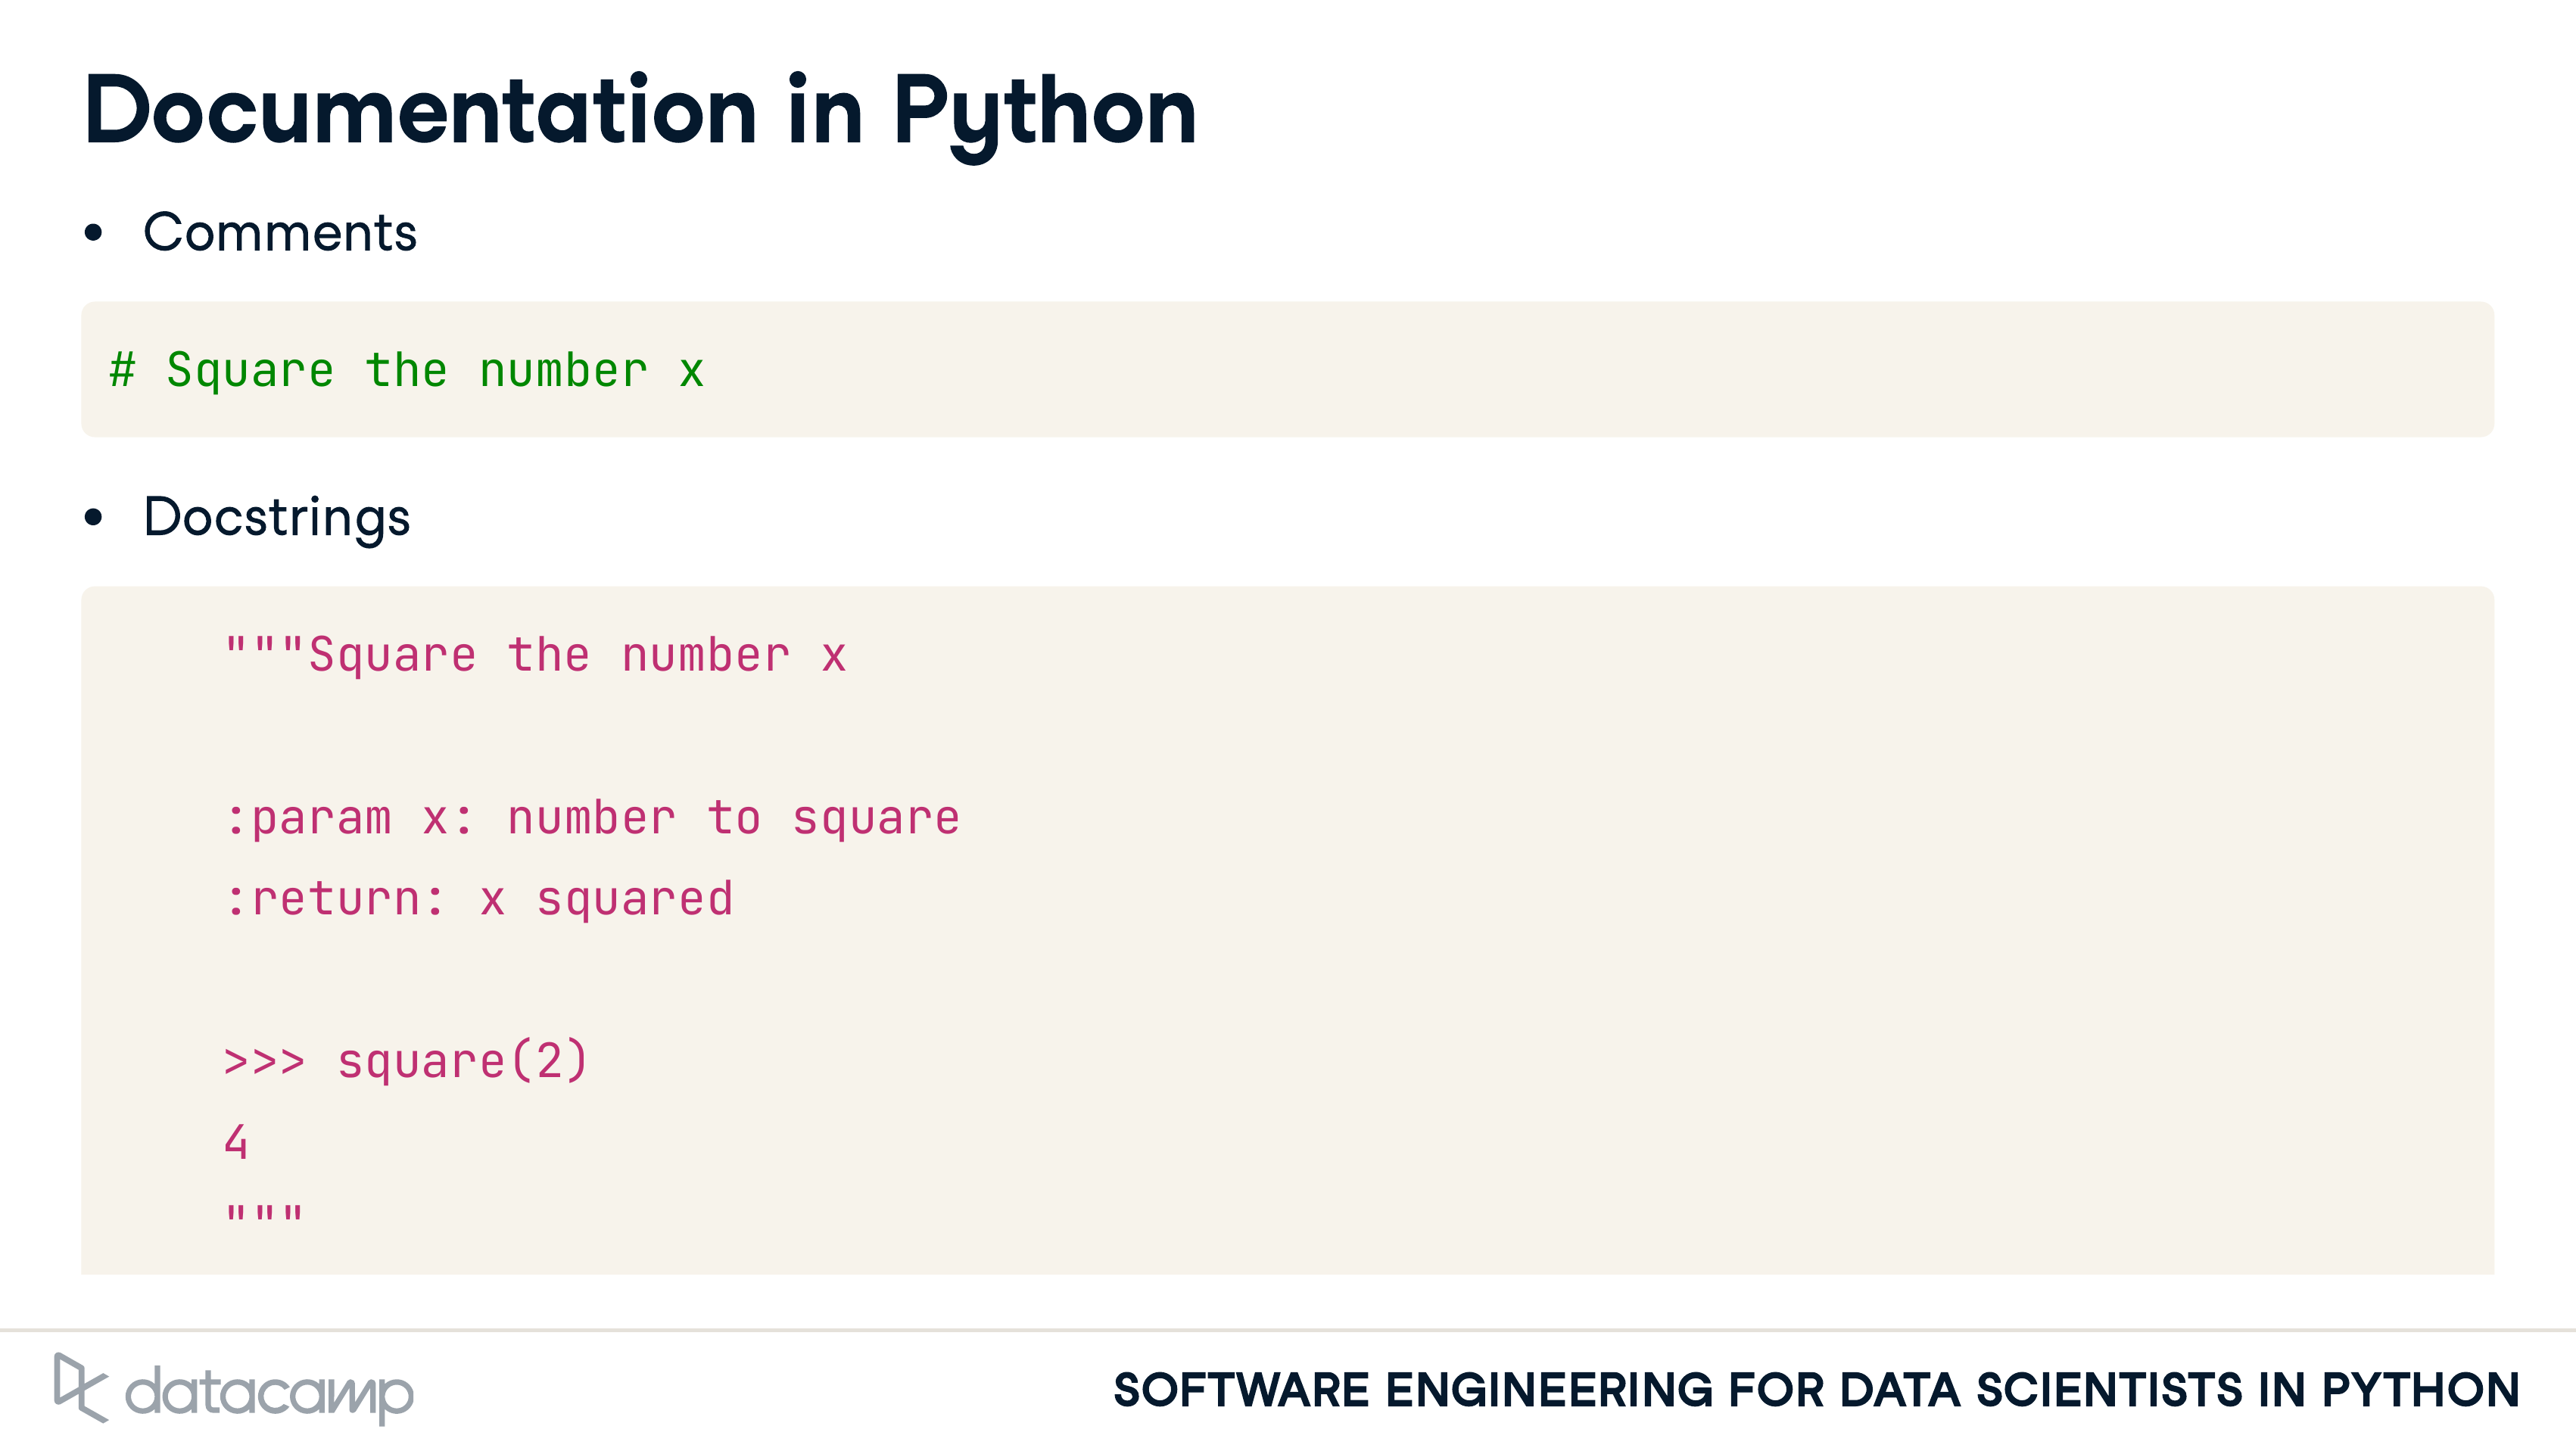 Documentation in Python
• Comments
# Square the number x
• Docstrings
"""Square the number x
:param x: number to square
:return: x squared
>>> square(2)
4
"""
datacamp
SOFTWARE ENGINEERING FOR DATA SCIENTISTS IN PYTHON